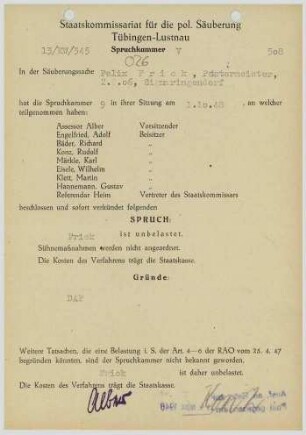 Staatskommissariat für die pol. Säuberung
Tübingen-Lustnau
13/XVI/345 Spruchkammer V 508
026
In der Säuberungssache Felix Frick, Postermeister,
Sigmaringendorf
hat die Spruchkammer 9 in ihrer Sitzung am 1.10.48, an welcher
teilgenommen haben:
Assessor Alber Vorsitzender
Engelfried, Adolf Beisitzer
Bäder, Richard "
Konz, Rudolf "
Märkle, Karl "
Eisele, Wilhelm "
Klett, Martin "
Hannemann, Gustav "
Referendar Heim Vertreter des Staatskommissars
beschlossen und sofort verkündet folgenden
SPRUCH:
Frick ist unbelastet.
Sühnemaßnahmen werden nicht angeordnet.
Die Kosten des Verfahrens trägt die Staatskasse.
Gründe:
DAF
Weitere Tatsachen, die eine Belastung i. S. der Art. 4—6 der RAO vom 25. 4. 47
begründen könnten, sind der Spruchkammer nicht bekannt geworden.
Frick ist daher unbelastet.
Die Kosten des Verfahrens trägt die Staatskasse.
Alber